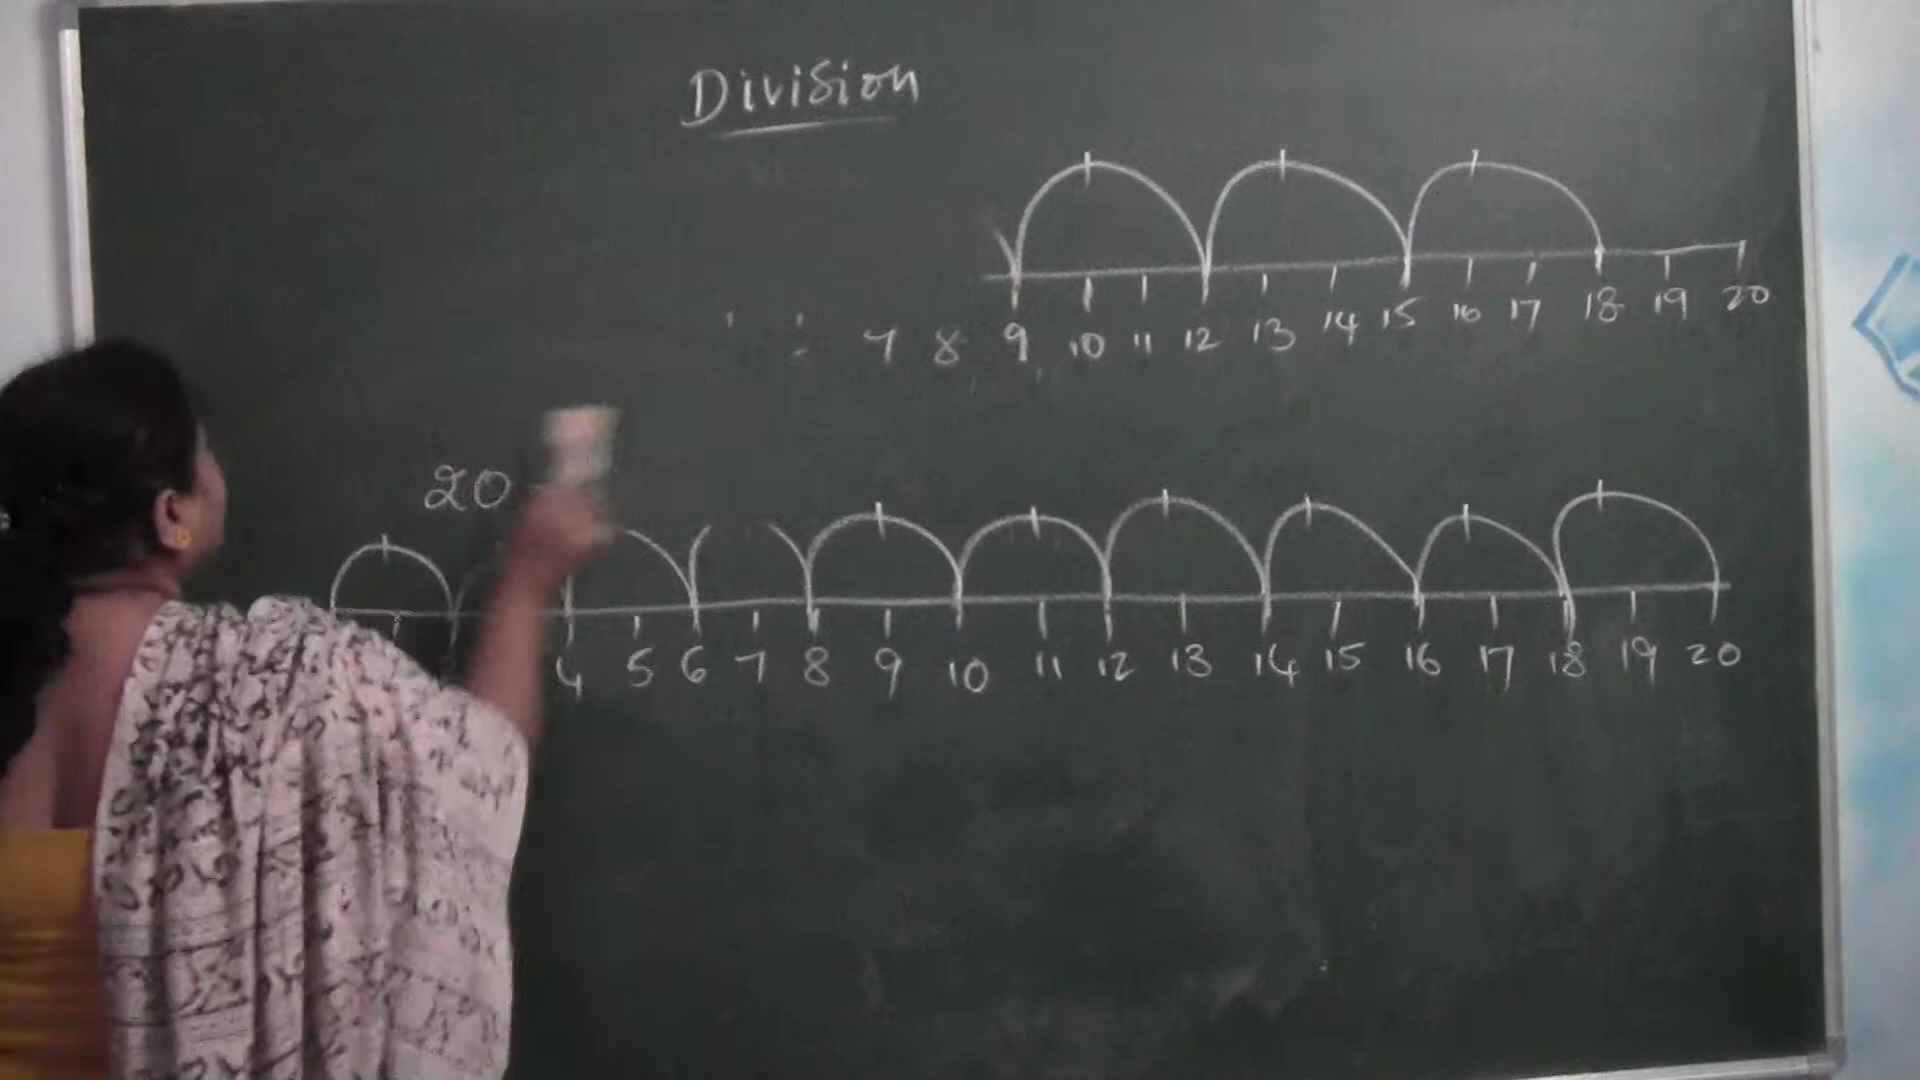 Division
7 8 9 10 11 12 13 14 15 16 17 18 19 20
20
4 5 6 7 8 9 10 11 12 13 14 15 16 17 18 19 20